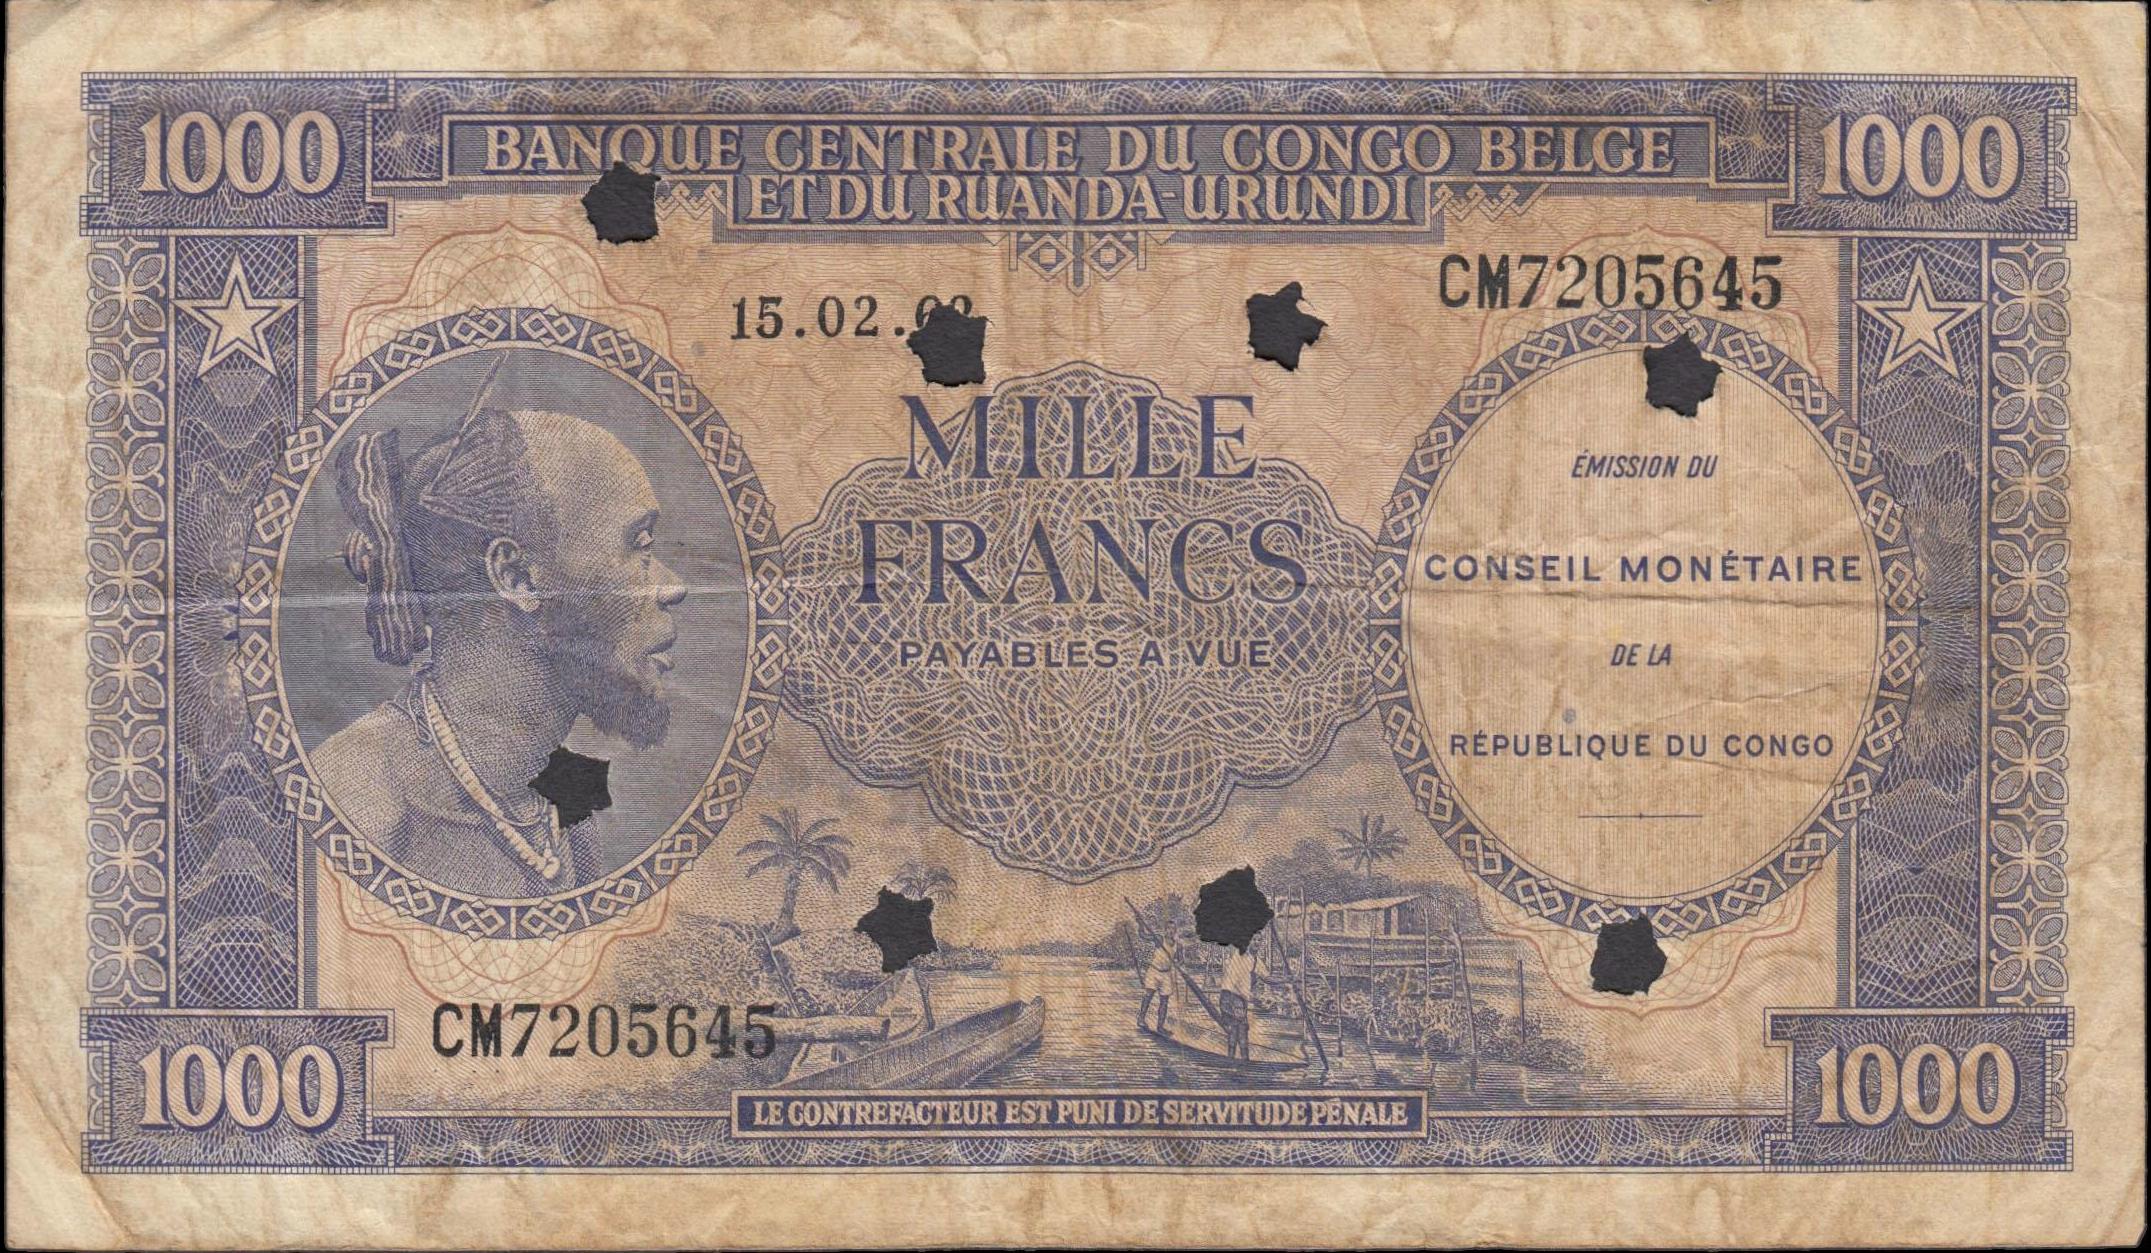 1000
1000
BANQUE CENTRALE DU CONGO BELGE
ET DU RUANDA-URUNDI
CM7205645
15.02.
MILLE
FRANCS
PAYABLES A VUE
ÉMISSION DU
CONSEIL MONÉTAIRE
DE LA
RÉPUBLIQUE DU CONGO
CM7205645
1000
LE CONTREFACTEUR EST PUNI DE SERVITUDE PÉNALE
1000